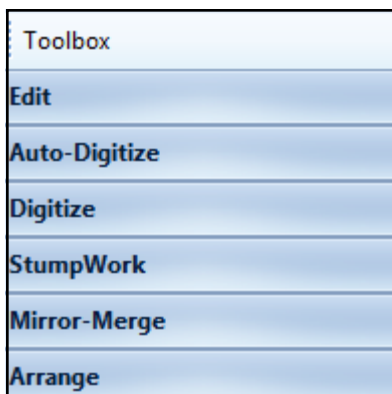 Toolbox
Edit
Auto-Digitize
Digitize
StumpWork
Mirror-Merge
Arrange